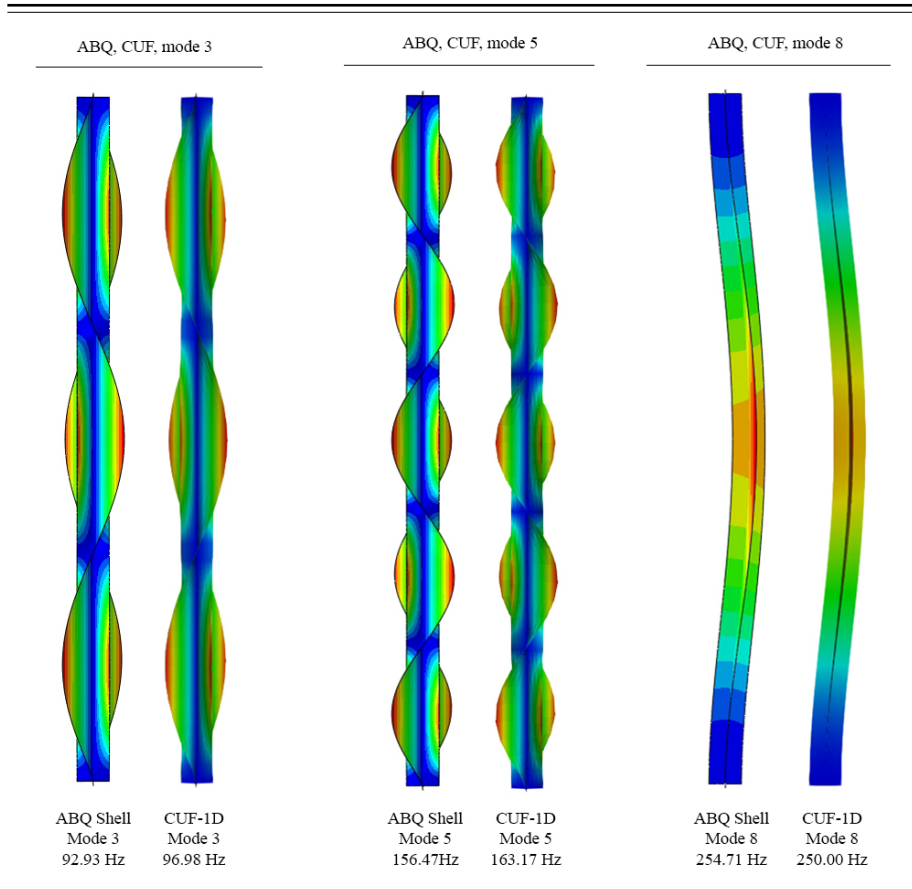 ABQ, CUF, mode 3
ABQ, CUF, mode 5
ABQ, CUF, mode 8
ABQ Shell
Mode 3
92.93 Hz
CUF-1D
Mode 3
96.98 Hz
ABQ Shell
Mode 5
156.47Hz
CUF-1D
Mode 5
163.17 Hz
ABQ Shell
Mode 8
254.71 Hz
CUF-1D
Mode 8
250.00 Hz